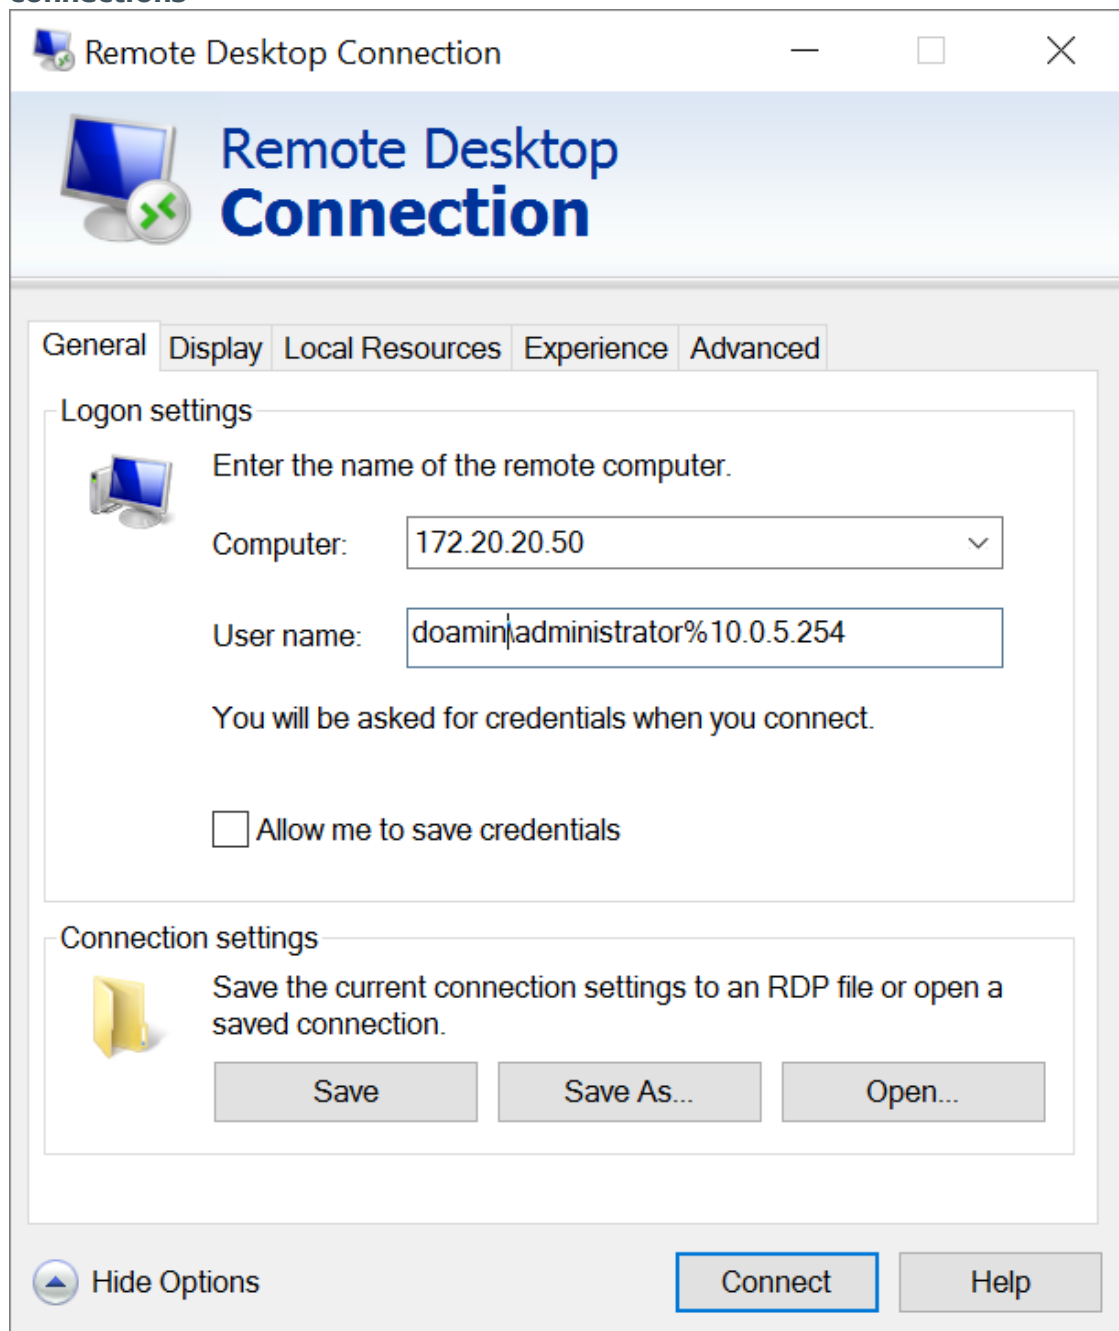 Remote Desktop Connection
Remote Desktop
Connection
General Display Local Resources Experience Advanced
Logon settings
Enter the name of the remote computer.
Computer: 172.20.20.50
User name: doamin\administrator%10.0.5.254
You will be asked for credentials when you connect.
Allow me to save credentials
Connection settings
Save the current connection settings to an RDP file or open a
saved connection.
Save Save As... Open...
Hide Options Connect Help